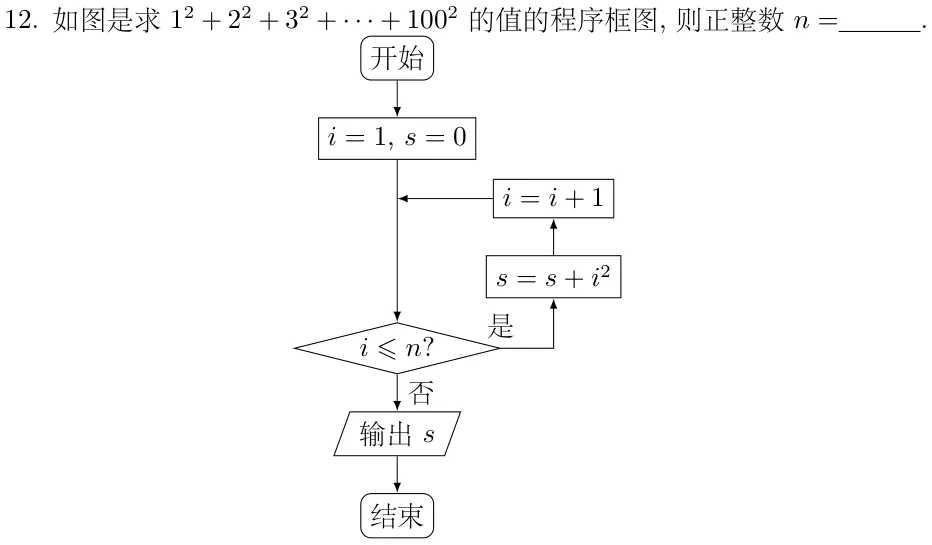 12. 如图是求 1² + 2² + 3² + ··· + 100² 的值的程序框图, 则正整数 n =______.
开始
i = 1, s = 0
i = i + 1
s = s + i²
是
i ⩽ n?
否
输出 s
结束